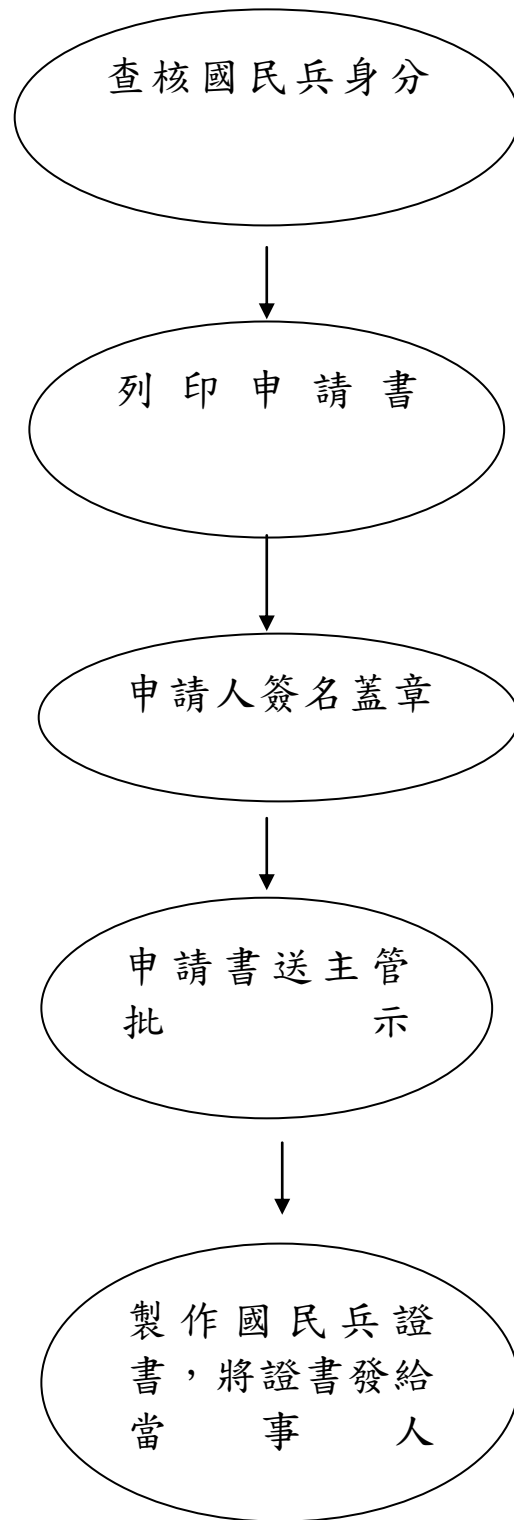 查核國民兵身分
列印申請書
申請人簽名蓋章
申請書送主管
批示
製作國民兵證
書，將證書發給
當事人